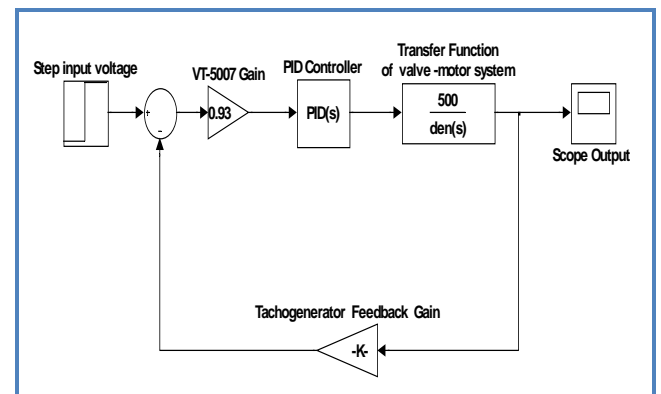 Step input voltage
VT-5007 Gain
PID Controller
Transfer Function
of valve -motor system
+
-
0.93
PID(s)
500
den(s)
Scope Output
Tachogenerator Feedback Gain
-K-